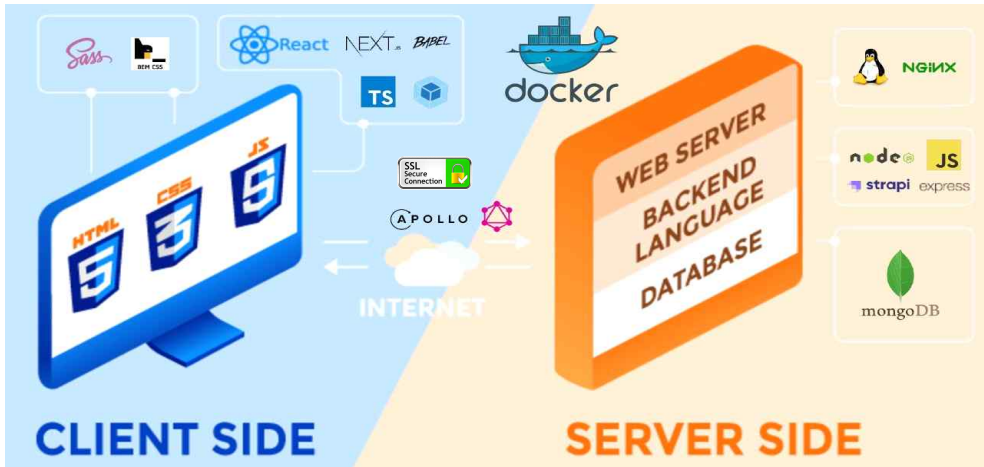 Sass
BEM CSS
React
NEXT.JS
BABEL
TS
docker
HTML
CSS
JS
SSL
Secure
Connection
APOLLO
INTERNET
WEB SERVER
BACKEND
LANGUAGE
DATABASE
NGINX
node
JS
strapi express
mongoDB
CLIENT SIDE
SERVER SIDE